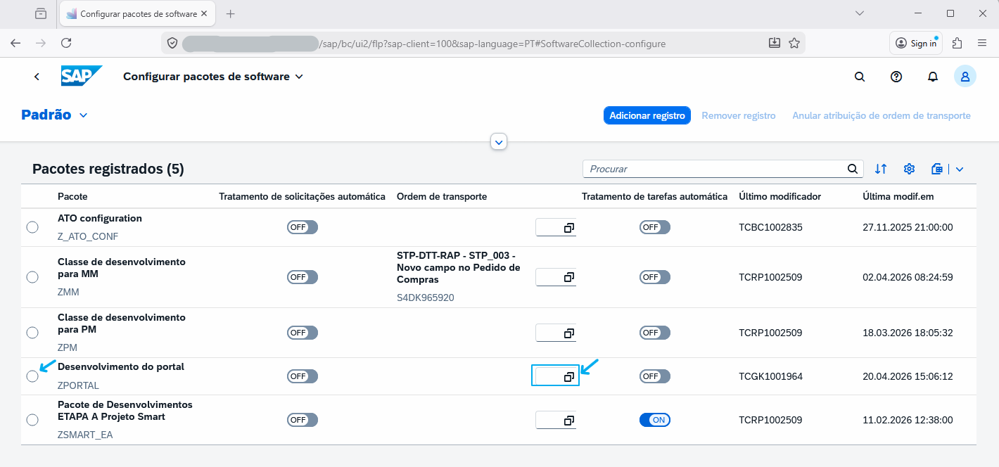 Configurar pacotes de software
/sap/bc/ui2/flp?sap-client=100&sap-language=PT#SoftwareCollection-configure
Sign in
SAP
Configurar pacotes de software
Padrão
Adicionar registro
Remover registro
Anular atribuição de ordem de transporte
Pacotes registrados (5)
Procurar
Pacote
Tratamento de solicitações automática
Ordem de transporte
Tratamento de tarefas automática
Último modificador
Última modif.em
ATO configuration
Z_ATO_CONF
OFF
OFF
TCBC1002835
27.11.2025 21:00:00
Classe de desenvolvimento
para MM
ZMM
OFF
STP-DTT-RAP - STP_003 -
Novo campo no Pedido de
Compras
S4DK965920
OFF
TCRP1002509
02.04.2026 08:24:59
Classe de desenvolvimento
para PM
ZPM
OFF
OFF
TCRP1002509
18.03.2026 18:05:32
Desenvolvimento do portal
ZPORTAL
OFF
OFF
TCGK1001964
20.04.2026 15:06:12
Pacote de Desenvolvimentos
ETAPA A Projeto Smart
ZSMART_EA
OFF
ON
TCRP1002509
11.02.2026 12:38:00